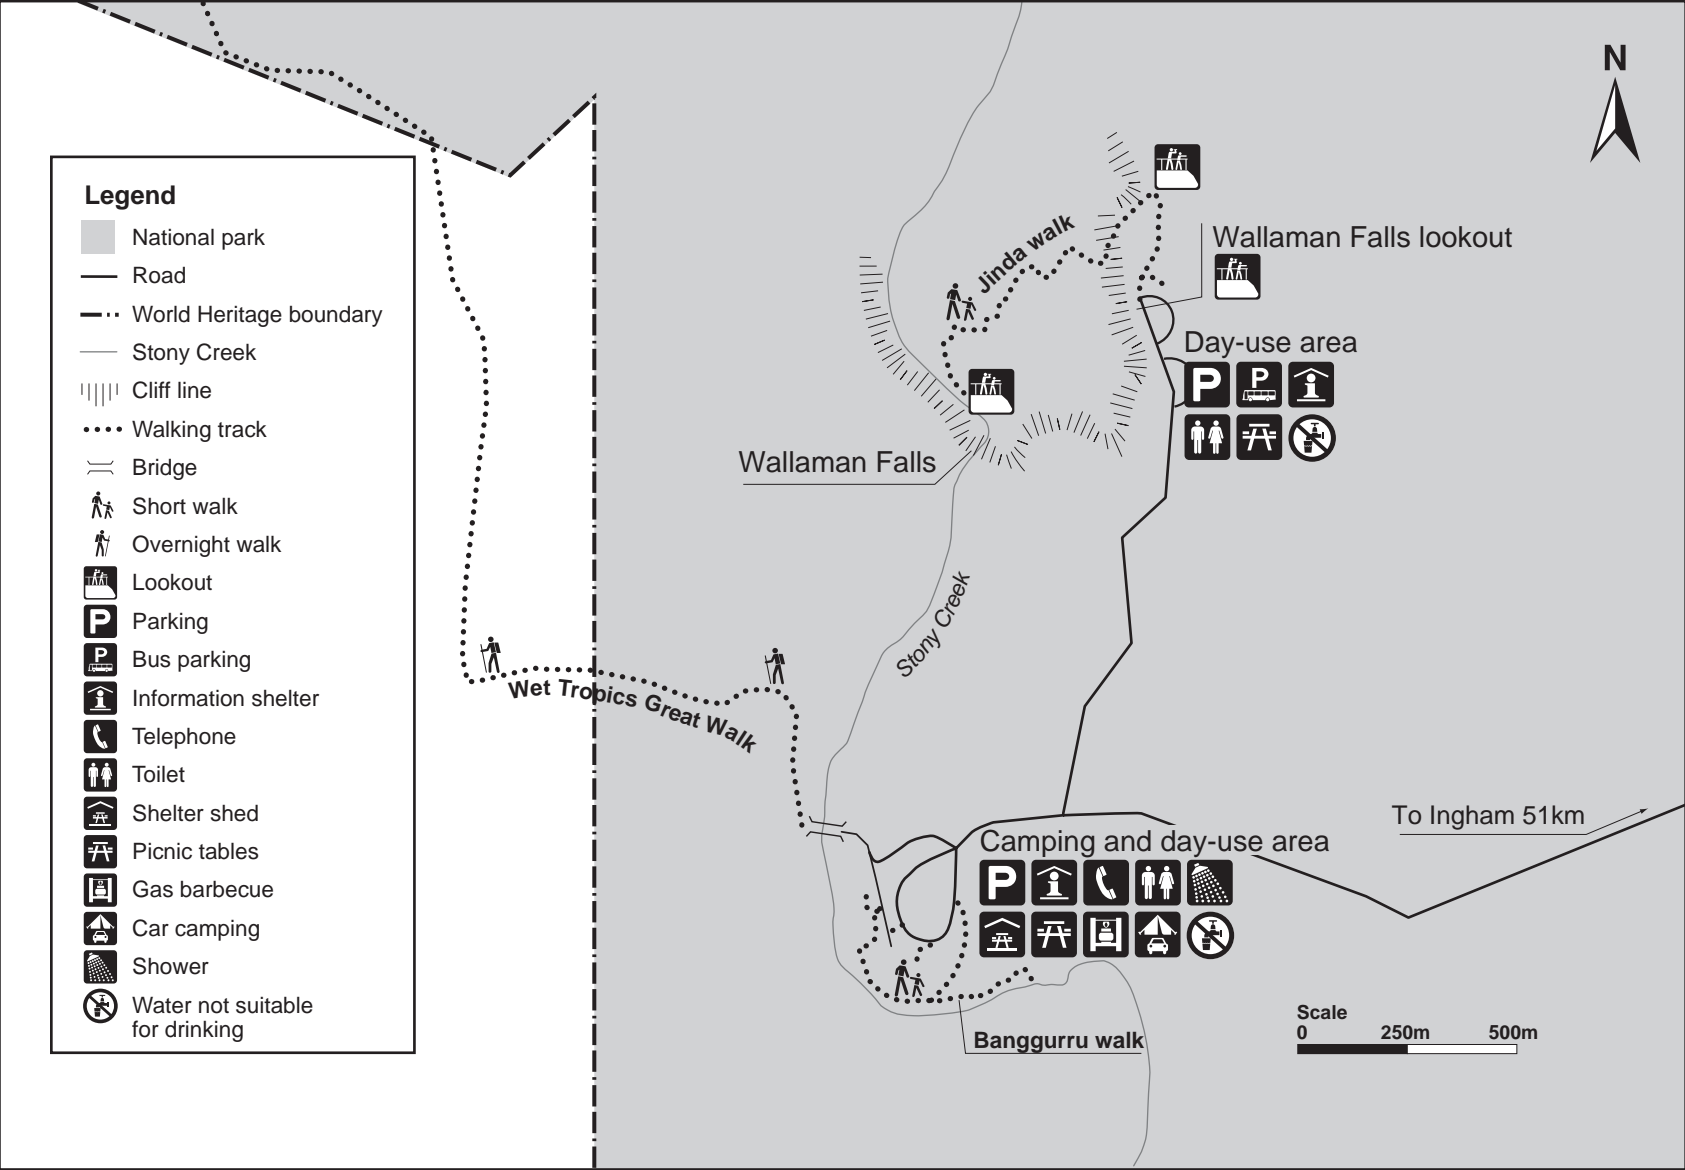 N
Legend
National park
Road
World Heritage boundary
Stony Creek
Cliff line
Walking track
Bridge
Short walk
Overnight walk
Lookout
P Parking
P Bus parking
i Information shelter
Telephone
Toilet
Shelter shed
Picnic tables
Gas barbecue
Car camping
Shower
Water not suitable
for drinking
Jinda walk
Wallaman Falls lookout
Day-use area
P P i
Wallaman Falls
Stony Creek
Wet Tropics Great Walk
To Ingham 51km
Camping and day-use area
P i
Banggurru walk
Scale
0 250m 500m